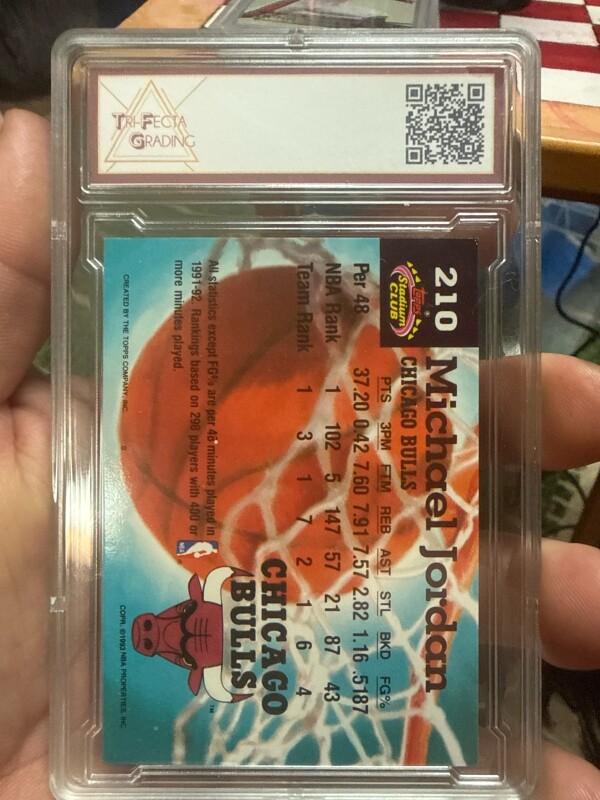 TRI-FECTA
GRADING
210
Topps
Stadium
CLUB
Michael Jordan
CHICAGO BULLS
PTS 3PM FTM REB AST STL BKD FG%
Per 48 37.20 0.42 7.60 7.91 7.57 2.82 1.16 .5187
NBA Rank 1 102 5 147 57 21 87 43
Team Rank 1 3 1 7 2 1 6 4
CHICAGO
BULLS
TM
NBA
All statistics except FG% are per 48 minutes played in
1991-92. Rankings based on 298 players with 400 or
more minutes played.
CREATED BY THE TOPPS COMPANY, INC.
COPR. ©1993 NBA PROPERTIES, INC.